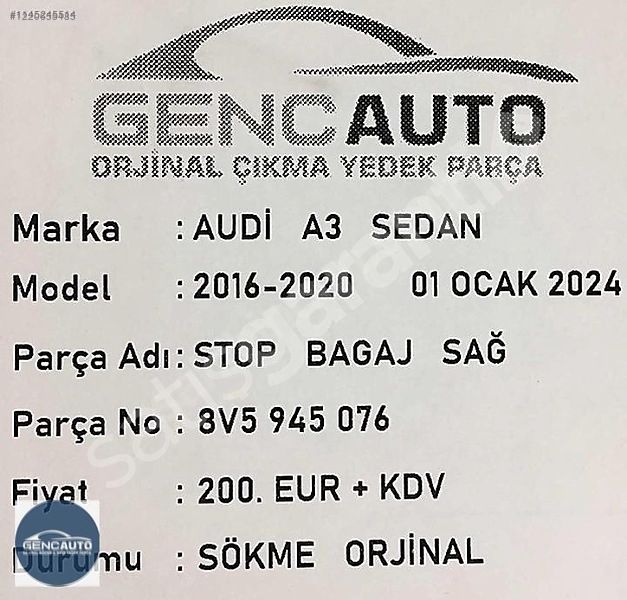 GENCAUTO
ORJİNAL ÇIKMA YEDEK PARÇA
Marka : AUDİ A3 SEDAN
Model : 2016-2020 01 OCAK 2024
Parça Adı : STOP BAGAJ SAĞ
Parça No : 8V5 945 076
Fiyat : 200. EUR + KDV
GENCAUTO
Durumu : SÖKME ORJİNAL